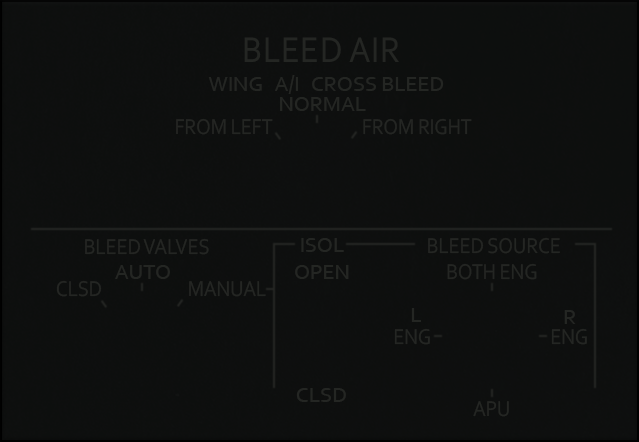 BLEED AIR
WING A/I CROSS BLEED
NORMAL
FROM LEFT FROM RIGHT
BLEED VALVES
AUTO
CLSD MANUAL
ISOL
OPEN
CLSD
BLEED SOURCE
BOTH ENG
L
ENG
R
ENG
APU